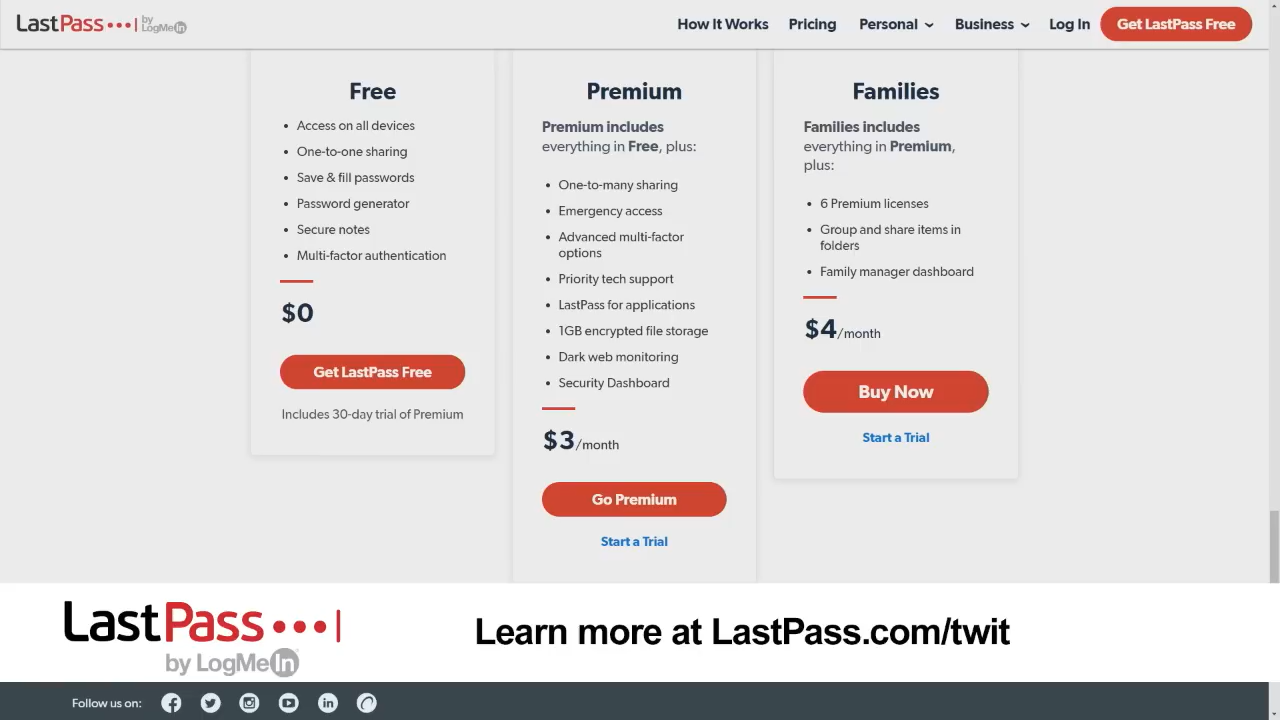 LastPass by LogMeIn
How It Works Pricing Personal Business Log In Get LastPass Free
Free
• Access on all devices
• One-to-one sharing
• Save & fill passwords
• Password generator
• Secure notes
• Multi-factor authentication
$0
Get LastPass Free
Includes 30-day trial of Premium
Premium
Premium includes
everything in Free, plus:
• One-to-many sharing
• Emergency access
• Advanced multi-factor
options
• Priority tech support
• LastPass for applications
• 1GB encrypted file storage
• Dark web monitoring
• Security Dashboard
$3/month
Go Premium
Start a Trial
Families
Families includes
everything in Premium,
plus:
• 6 Premium licenses
• Group and share items in
folders
• Family manager dashboard
$4/month
Buy Now
Start a Trial
LastPass
by LogMeIn
Learn more at LastPass.com/twit
Follow us on: